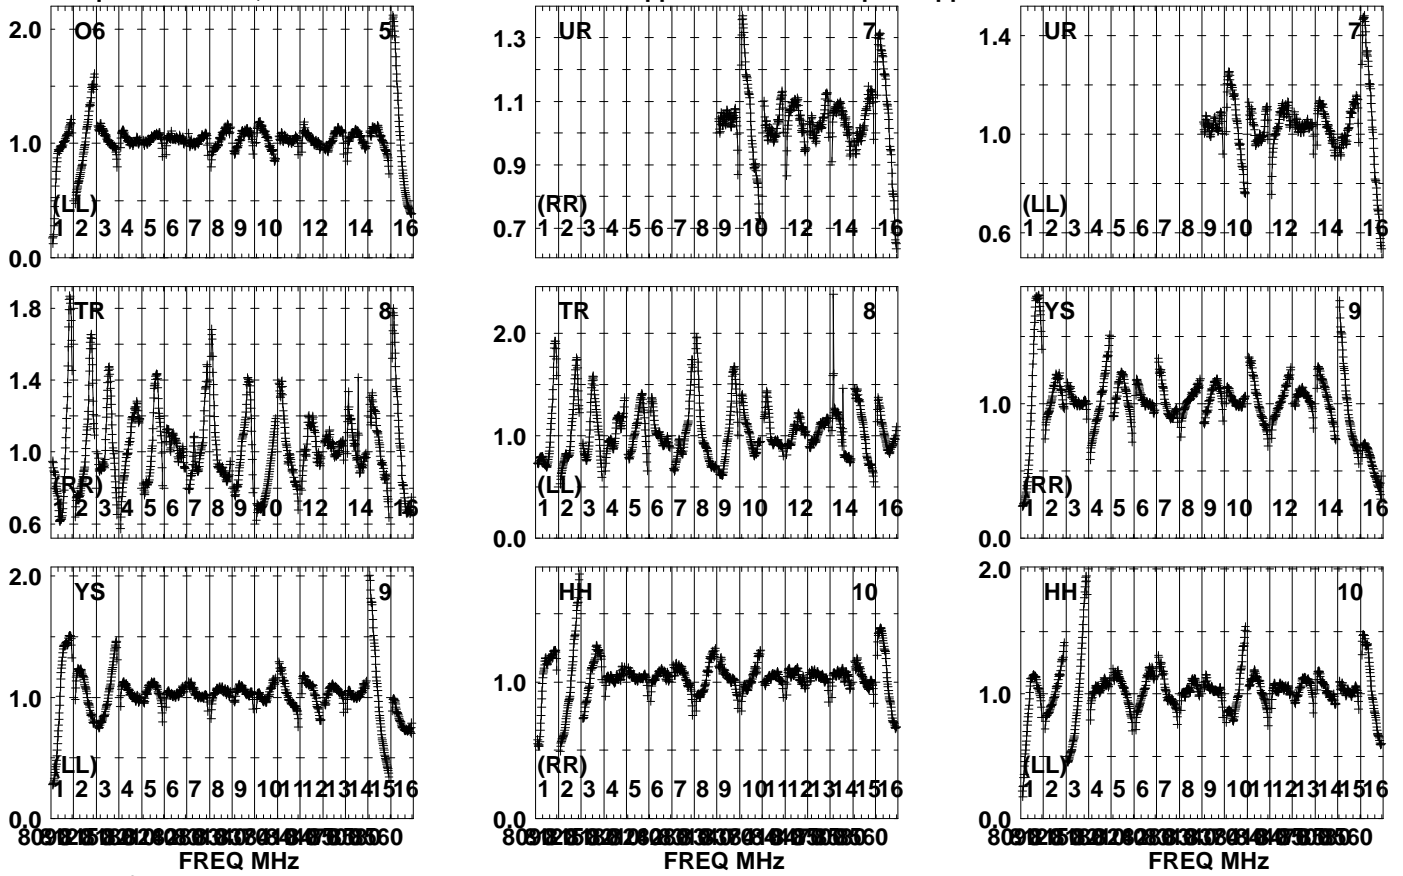 2.0 O6 5
1.0
(LL)
1 2 3 4 5 6 7 8 9 10 12 14 16
0.0
1.3 UR 7
1.1
0.9
(RR)
0.7 1 2 3 4 5 6 7 8 9 10 12 14 16
1.4 UR 7
1.0
(LL)
0.6 1 2 3 4 5 6 7 8 9 10 12 14 16
1.8 TR 8
1.4
1.0
(RR)
0.6 2 3 4 5 6 7 8 9 10 12 14 16
TR 8
2.0
1.0
(LL)
1 2 3 4 5 6 7 8 9 10 12 14 16
0.0
YS 9
1.0
(RR)
1 2 3 4 5 6 7 8 9 10 12 14 16
0.0
2.0 YS 9
1.0
(LL)
1 2 3 4 5 6 7 8 9 10 11 12 13 14 15 16
0.0
FREQ MHz
HH 10
1.0
(RR)
1 2 3 4 5 6 7 8 9 10 11 12 13 14 15 16
0.0
FREQ MHz
2.0 HH 10
1.0
(LL)
1 2 3 4 5 6 7 8 9 10 11 12 13 14 15 16
0.0
FREQ MHz